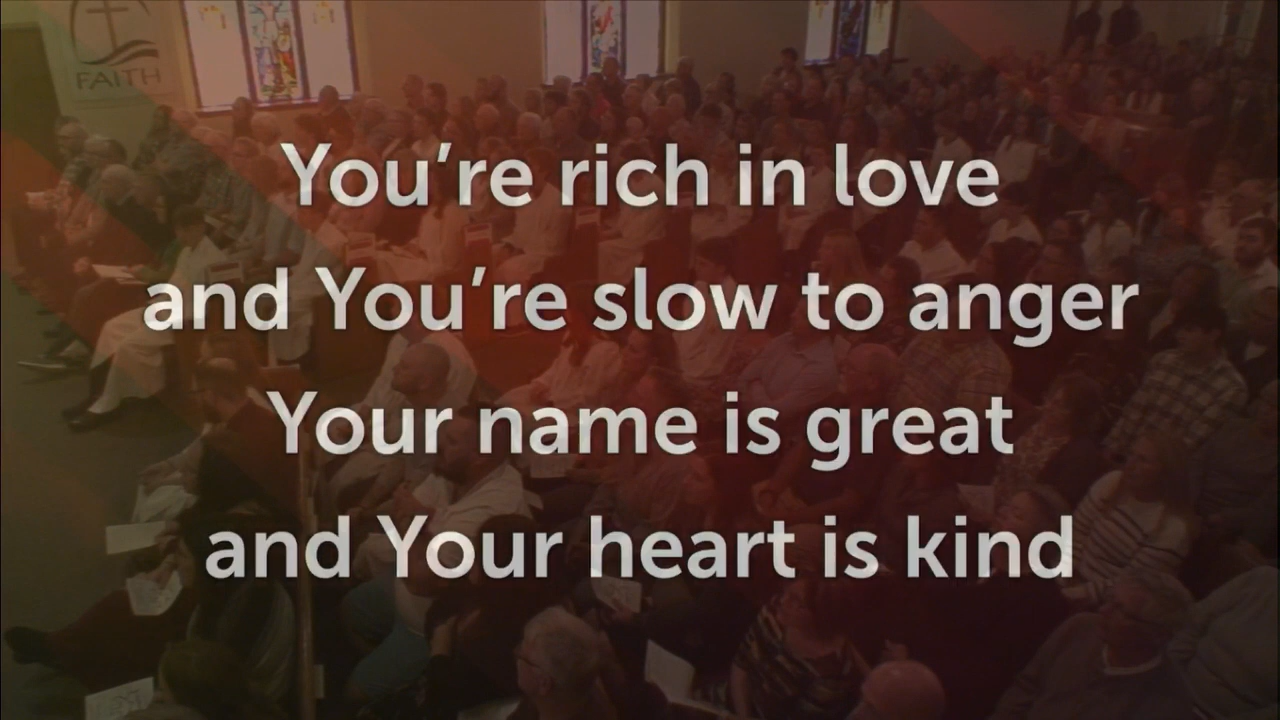 FAITH
You’re rich in love
and You’re slow to anger
Your name is great
and Your heart is kind